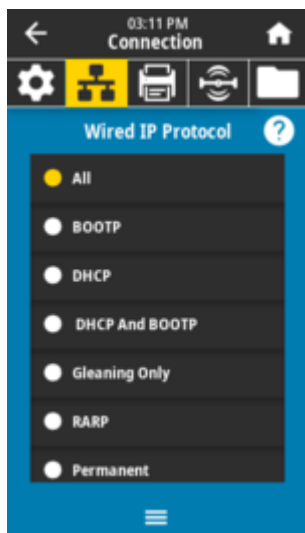 03:11 PM
Connection
Wired IP Protocol
?
All
BOOTP
DHCP
DHCP And BOOTP
Gleaning Only
RARP
Permanent